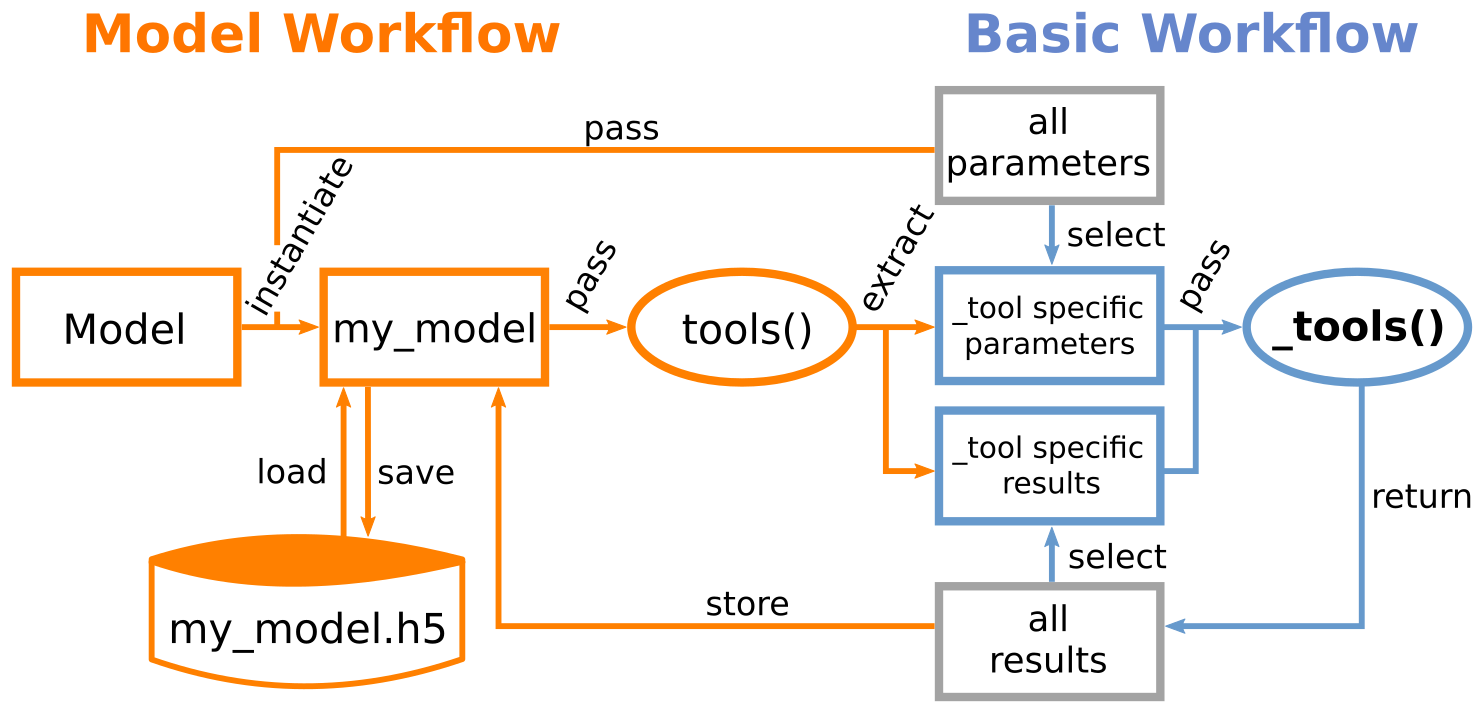 Model Workflow
Basic Workflow
all
parameters
pass
instantiate
select
extract
pass
pass
Model
my_model
tools()
_tool specific
parameters
_tools()
load
save
_tool specific
results
return
select
store
my_model.h5
all
results